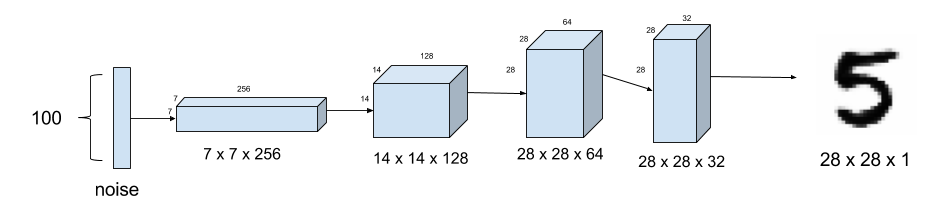 100
noise
7
7
256
7 x 7 x 256
14
14
128
14 x 14 x 128
28
28
64
28 x 28 x 64
28
28
32
28 x 28 x 32
5
28 x 28 x 1